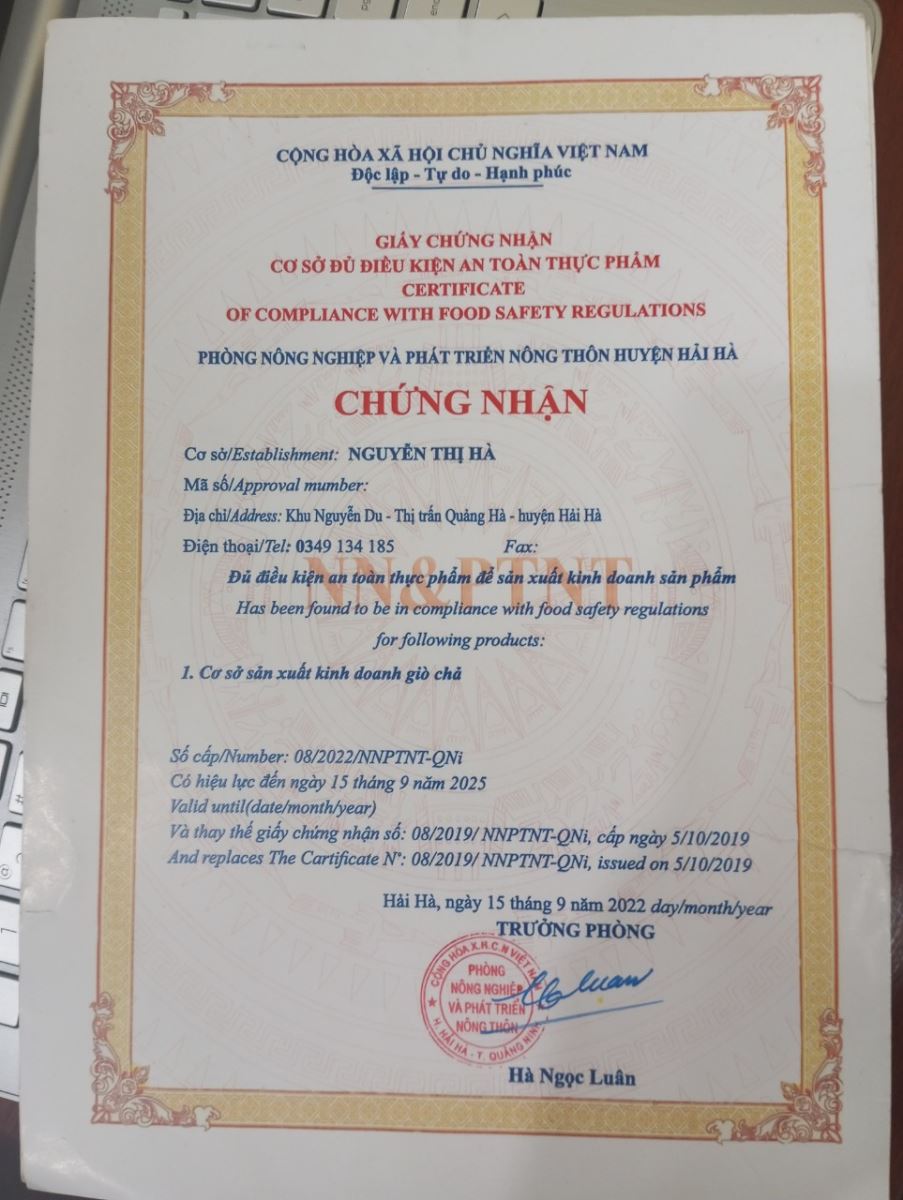 CỘNG HÒA XÃ HỘI CHỦ NGHĨA VIỆT NAM
Độc lập - Tự do - Hạnh phúc
GIẤY CHỨNG NHẬN
CƠ SỞ ĐỦ ĐIỀU KIỆN AN TOÀN THỰC PHẨM
CERTIFICATE
OF COMPLIANCE WITH FOOD SAFETY REGULATIONS
PHÒNG NÔNG NGHIỆP VÀ PHÁT TRIỂN NÔNG THÔN HUYỆN HẢI HÀ
CHỨNG NHẬN
Cơ sở/Establishment: NGUYỄN THỊ HÀ
Mã số/Approval mumber:
Địa chỉ/Address: Khu Nguyễn Du - Thị trấn Quảng Hà - huyện Hải Hà
Điện thoại/Tel: 0349 134 185 Fax:
NN&PTNT
Đủ điều kiện an toàn thực phẩm để sản xuất kinh doanh sản phẩm
Has been found to be in compliance with food safety regulations
for following products:
1. Cơ sở sản xuất kinh doanh giò chả
Số cấp/Number: 08/2022/NNPTNT-QNi
Có hiệu lực đến ngày 15 tháng 9 năm 2025
Valid until(date/month/year)
Và thay thế giấy chứng nhận số: 08/2019/ NNPTNT-QNi, cấp ngày 5/10/2019
And replaces The Cartificate N°: 08/2019/ NNPTNT-QNi, issued on 5/10/2019
Hải Hà, ngày 15 tháng 9 năm 2022 day/month/year
TRƯỞNG PHÒNG
CỘNG HÒA X.H.C.N VIỆT NAM
PHÒNG
NÔNG NGHIỆP
VÀ PHÁT TRIỂN
NÔNG THÔN
H. HẢI HÀ - T. QUẢNG NINH
Hà Ngọc Luân